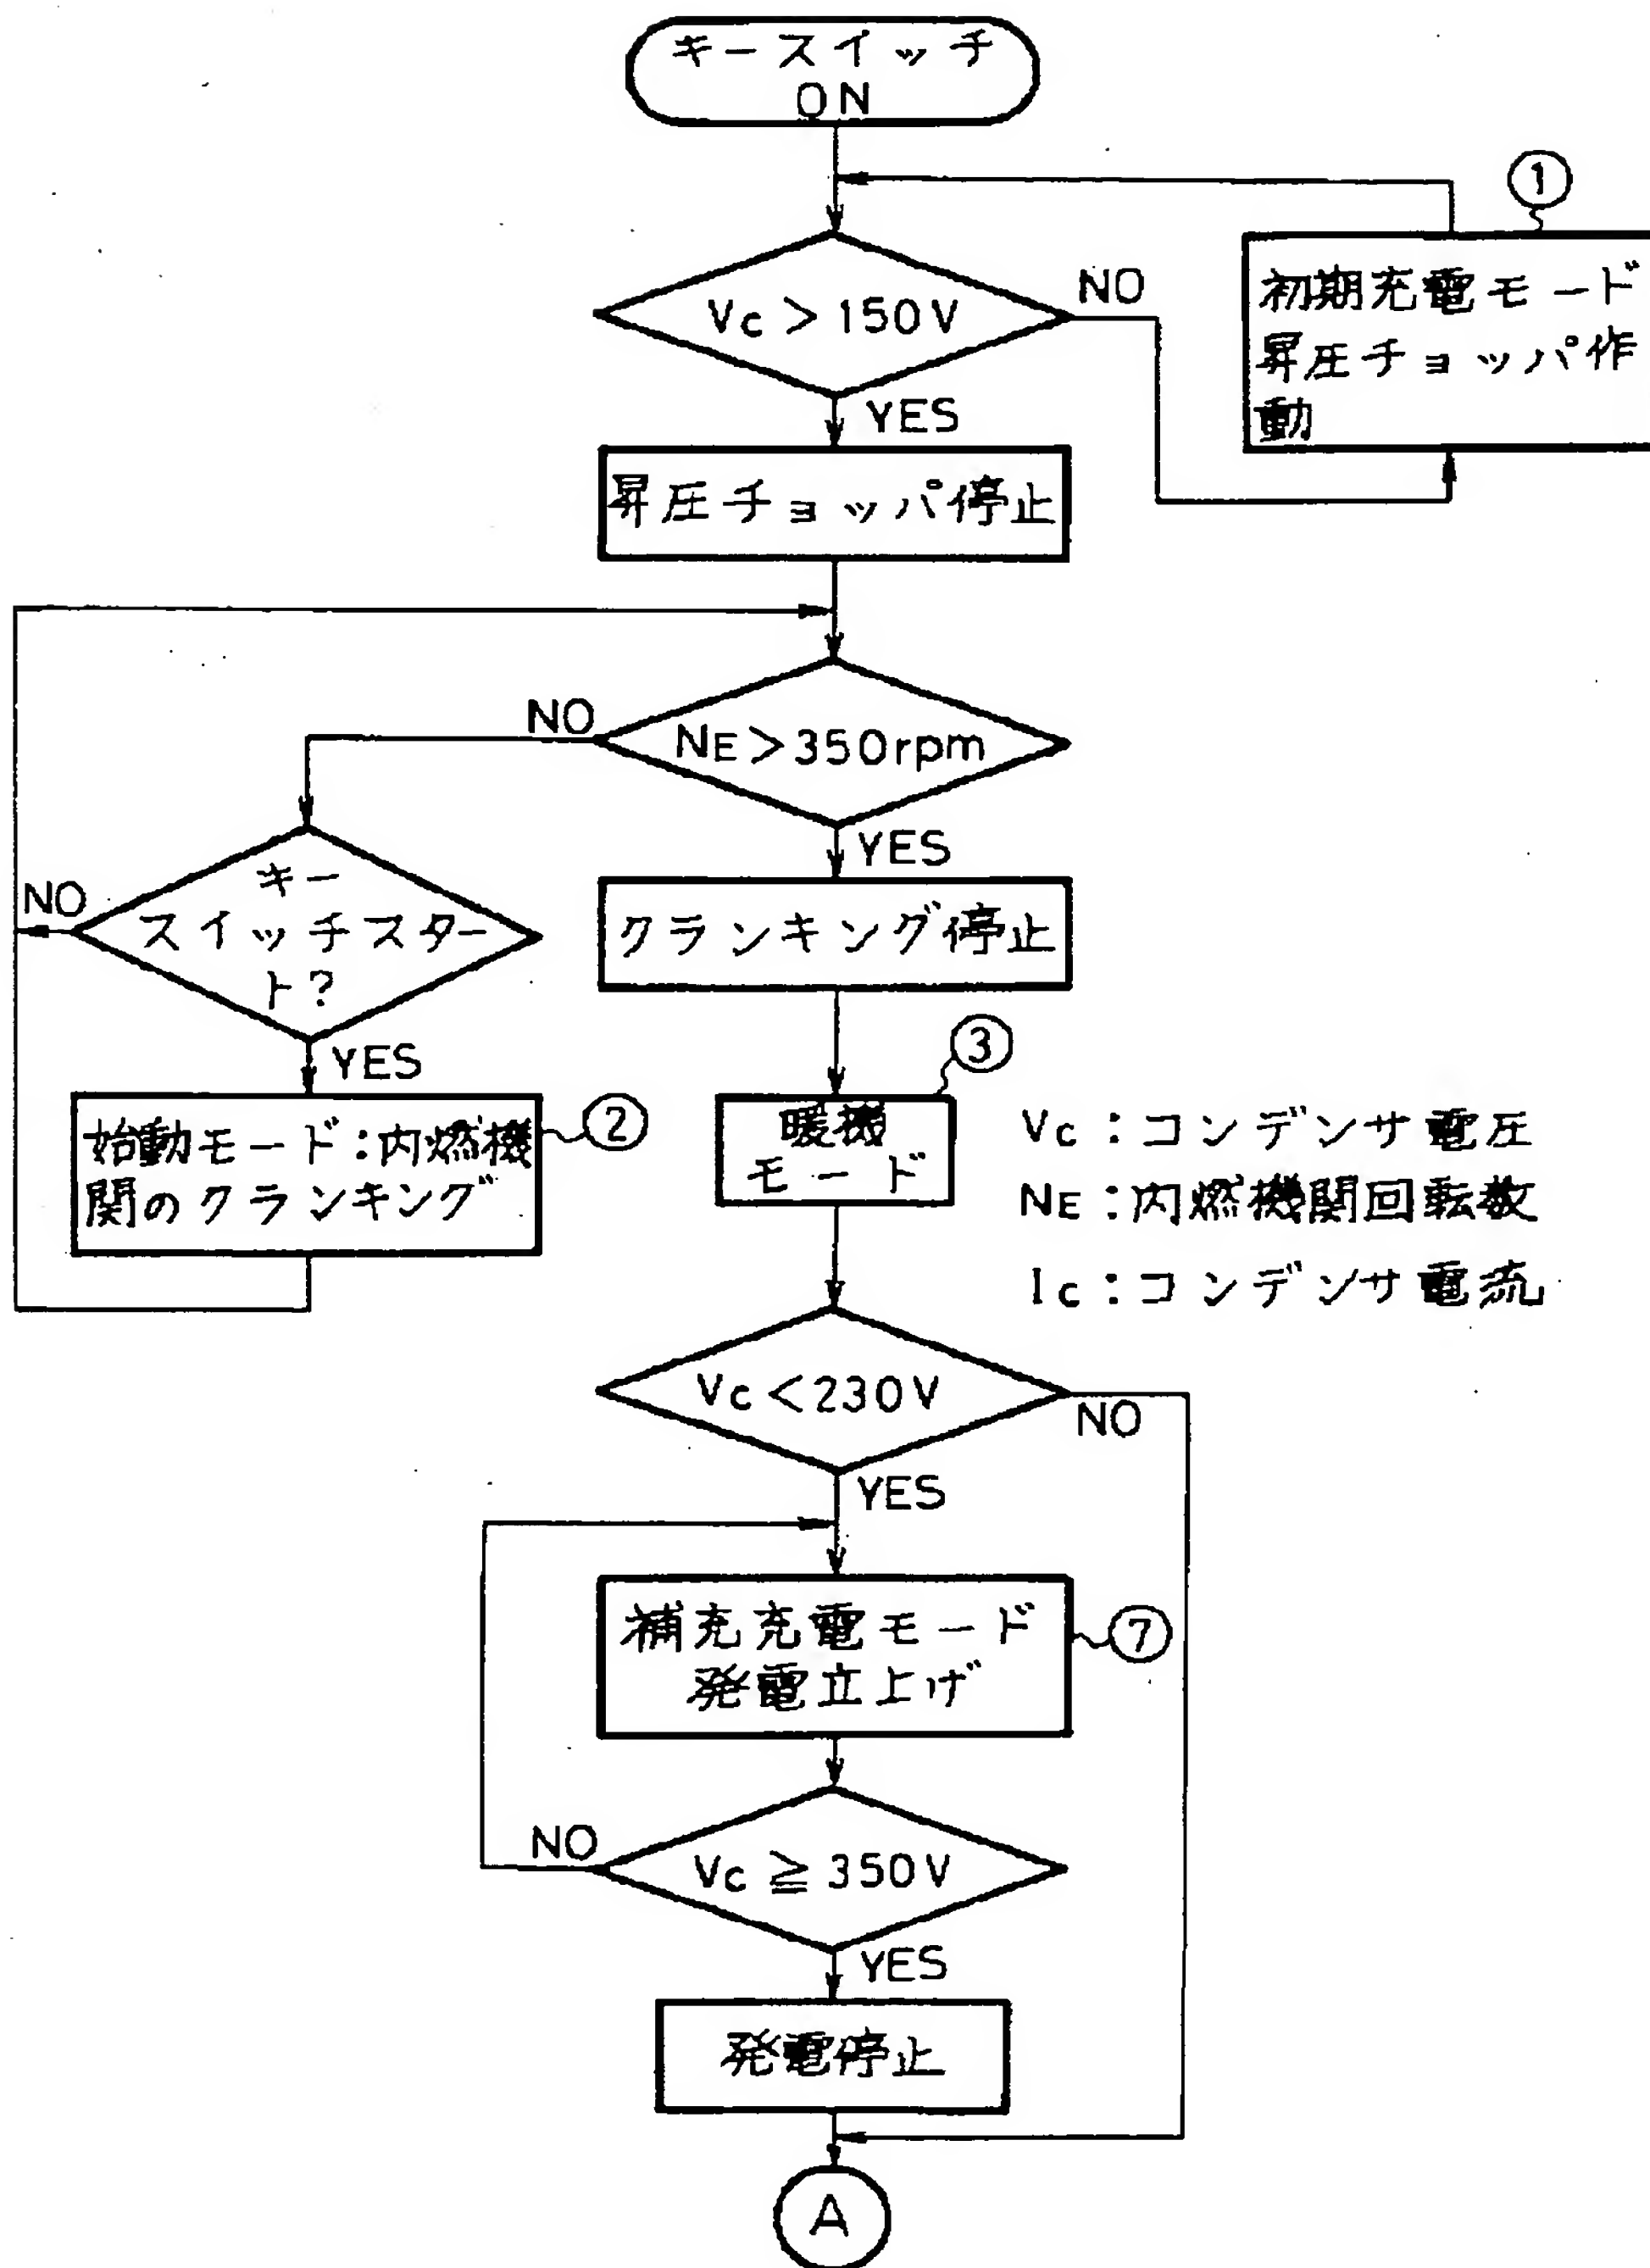 キースイッチ
ON
①
Vc > 150V
NO
初期充電モード
昇圧チョッパ作
動
YES
昇圧チョッパ停止
NE > 350rpm
NO
YES
キー
スイッチスター
ト?
NO
クランキング停止
YES
③
始動モード:内燃機
関のクランキング
②
暖機
モード
Vc:コンデンサ電圧
NE:内燃機関回転数
Ic:コンデンサ電流
Vc < 230V
NO
YES
補充充電モード
発電立上げ
⑦
Vc ≧ 350V
NO
YES
発電停止
A